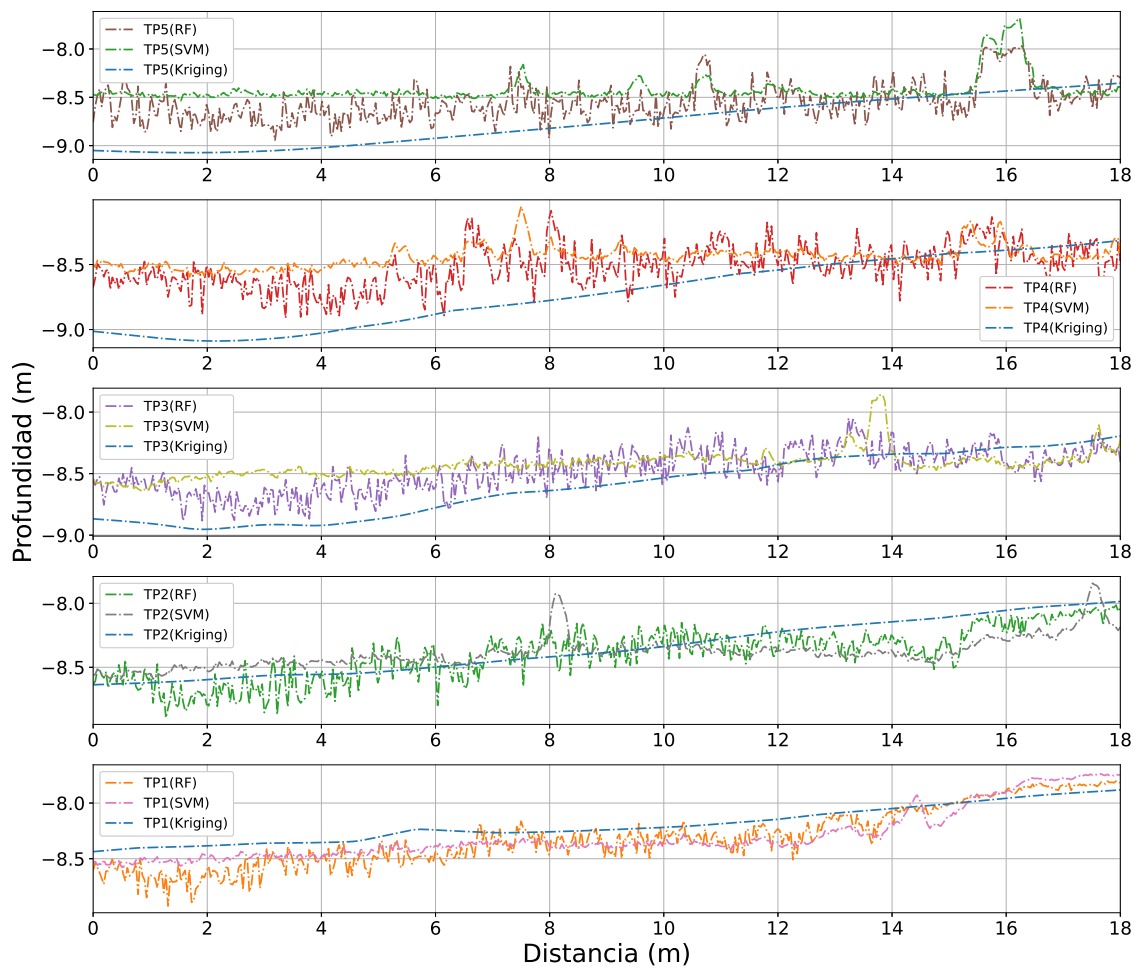 TP5(RF)
TP5(SVM)
TP5(Kriging)
−8.0
−8.5
−9.0
0 2 4 6 8 10 12 14 16 18
−8.5
−9.0
TP4(RF)
TP4(SVM)
TP4(Kriging)
0 2 4 6 8 10 12 14 16 18
Profundidad (m)
TP3(RF)
TP3(SVM)
TP3(Kriging)
−8.0
−8.5
−9.0
0 2 4 6 8 10 12 14 16 18
TP2(RF)
TP2(SVM)
TP2(Kriging)
−8.0
−8.5
0 2 4 6 8 10 12 14 16 18
TP1(RF)
TP1(SVM)
TP1(Kriging)
−8.0
−8.5
0 2 4 6 8 10 12 14 16 18
Distancia (m)